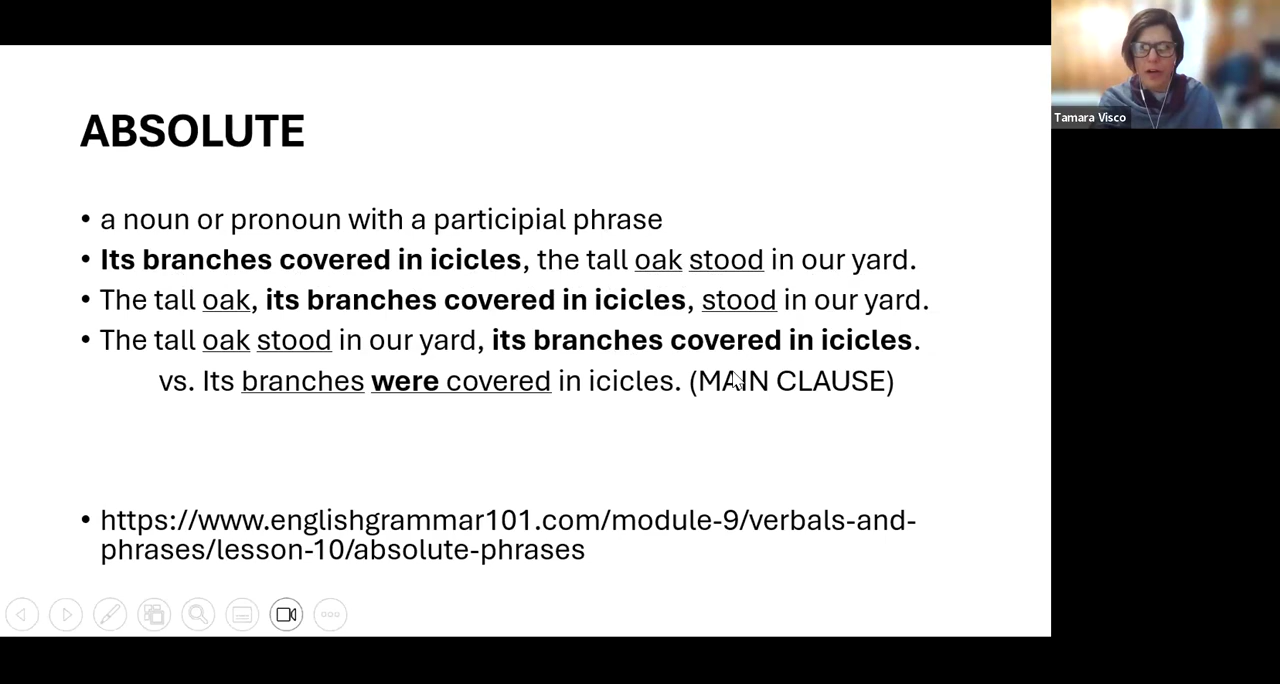 ABSOLUTE
• a noun or pronoun with a participial phrase
• Its branches covered in icicles, the tall oak stood in our yard.
• The tall oak, its branches covered in icicles, stood in our yard.
• The tall oak stood in our yard, its branches covered in icicles.
vs. Its branches were covered in icicles. (MAIN CLAUSE)
• https://www.englishgrammar101.com/module-9/verbals-and-
phrases/lesson-10/absolute-phrases
Tamara Visco